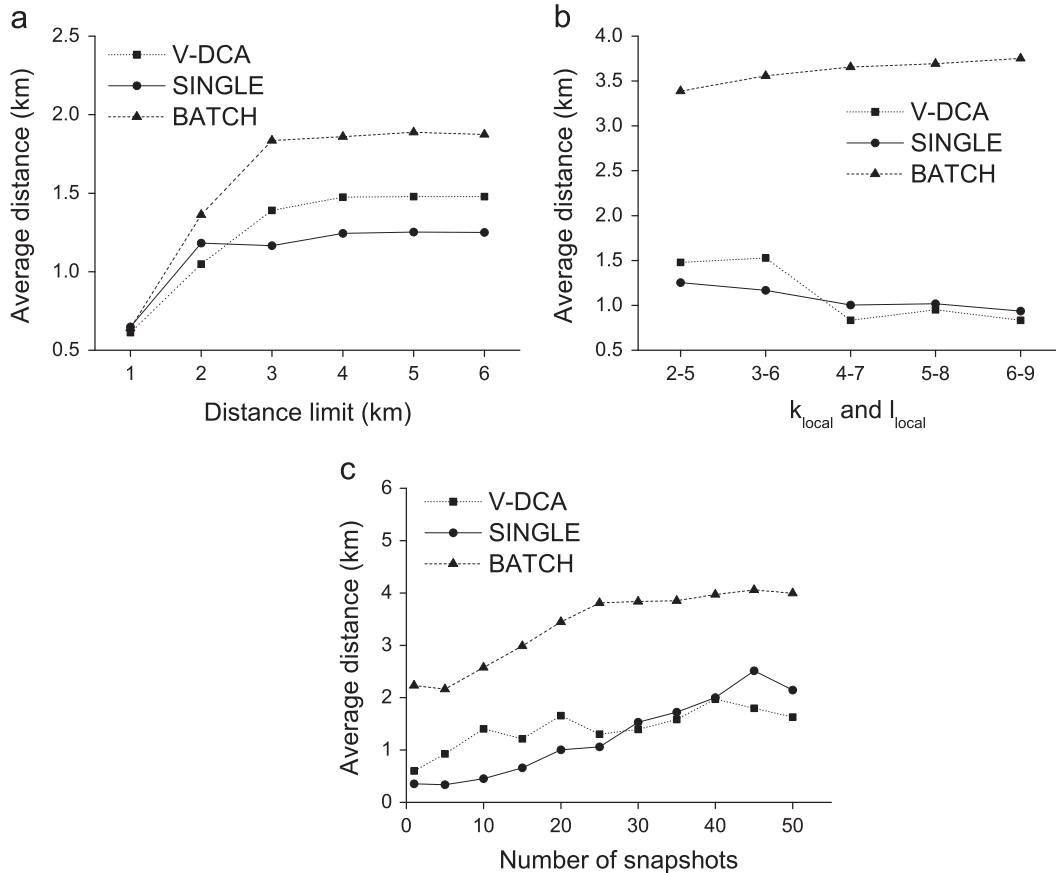 a
2.5
2.0
1.5
1.0
0.5
Average distance (km)
V-DCA
SINGLE
BATCH
1 2 3 4 5 6
Distance limit (km)
b
4.0
3.5
3.0
2.5
2.0
1.5
1.0
0.5
Average distance (km)
V-DCA
SINGLE
BATCH
2-5 3-6 4-7 5-8 6-9
k_local and l_local
c
6
5
4
3
2
1
0
Average distance (km)
V-DCA
SINGLE
BATCH
0 10 20 30 40 50
Number of snapshots